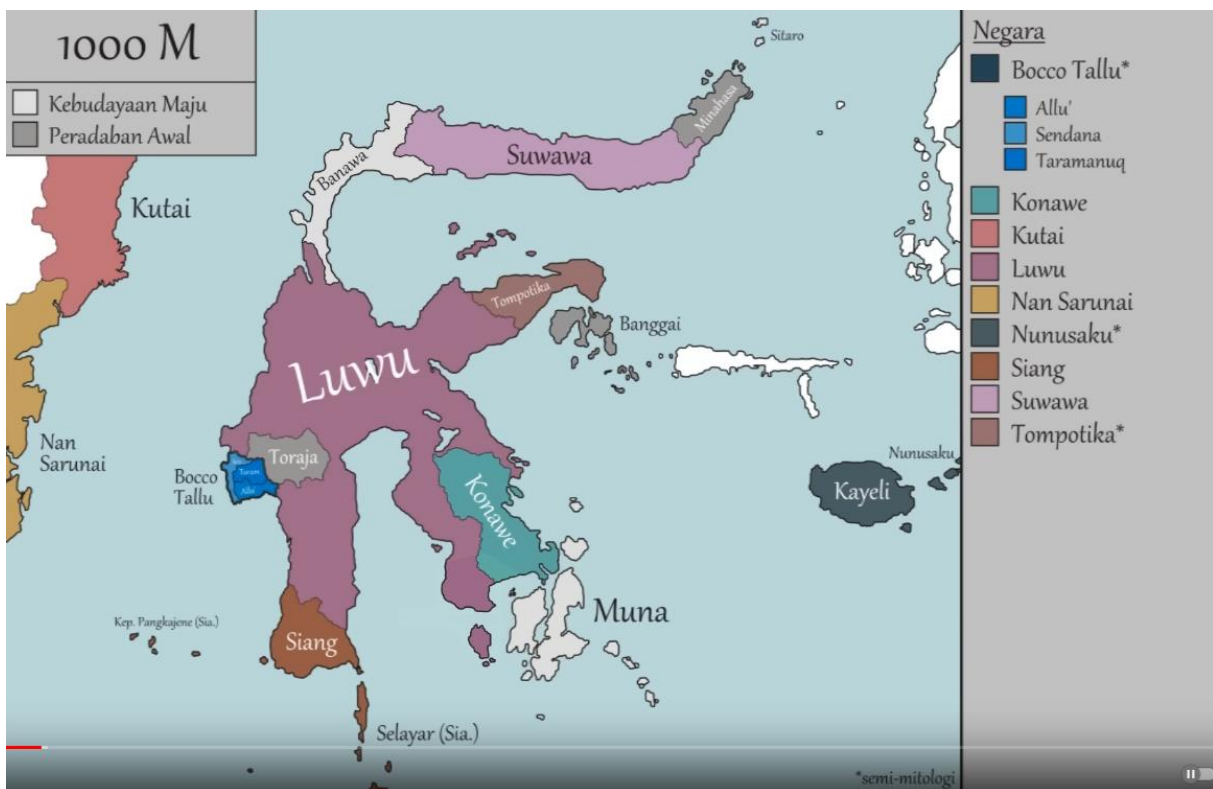 1000 M
Kebudayaan Maju
Peradaban Awal
Kutai
Nan
Sarunai
Banawa
Suwawa
Minahasa
Sitaro
Tompotika
Banggai
Luwu
Toraja
Bocco
Tallu
Taram
Allu
Konawe
Muna
Siang
Kep. Pangkajene (Sia.)
Selayar (Sia.)
Nunusaku
Kayeli
*semi-mitologi
Negara
Bocco Tallu*
Allu'
Sendana
Taramanuq
Konawe
Kutai
Luwu
Nan Sarunai
Nunusaku*
Siang
Suwawa
Tompotika*